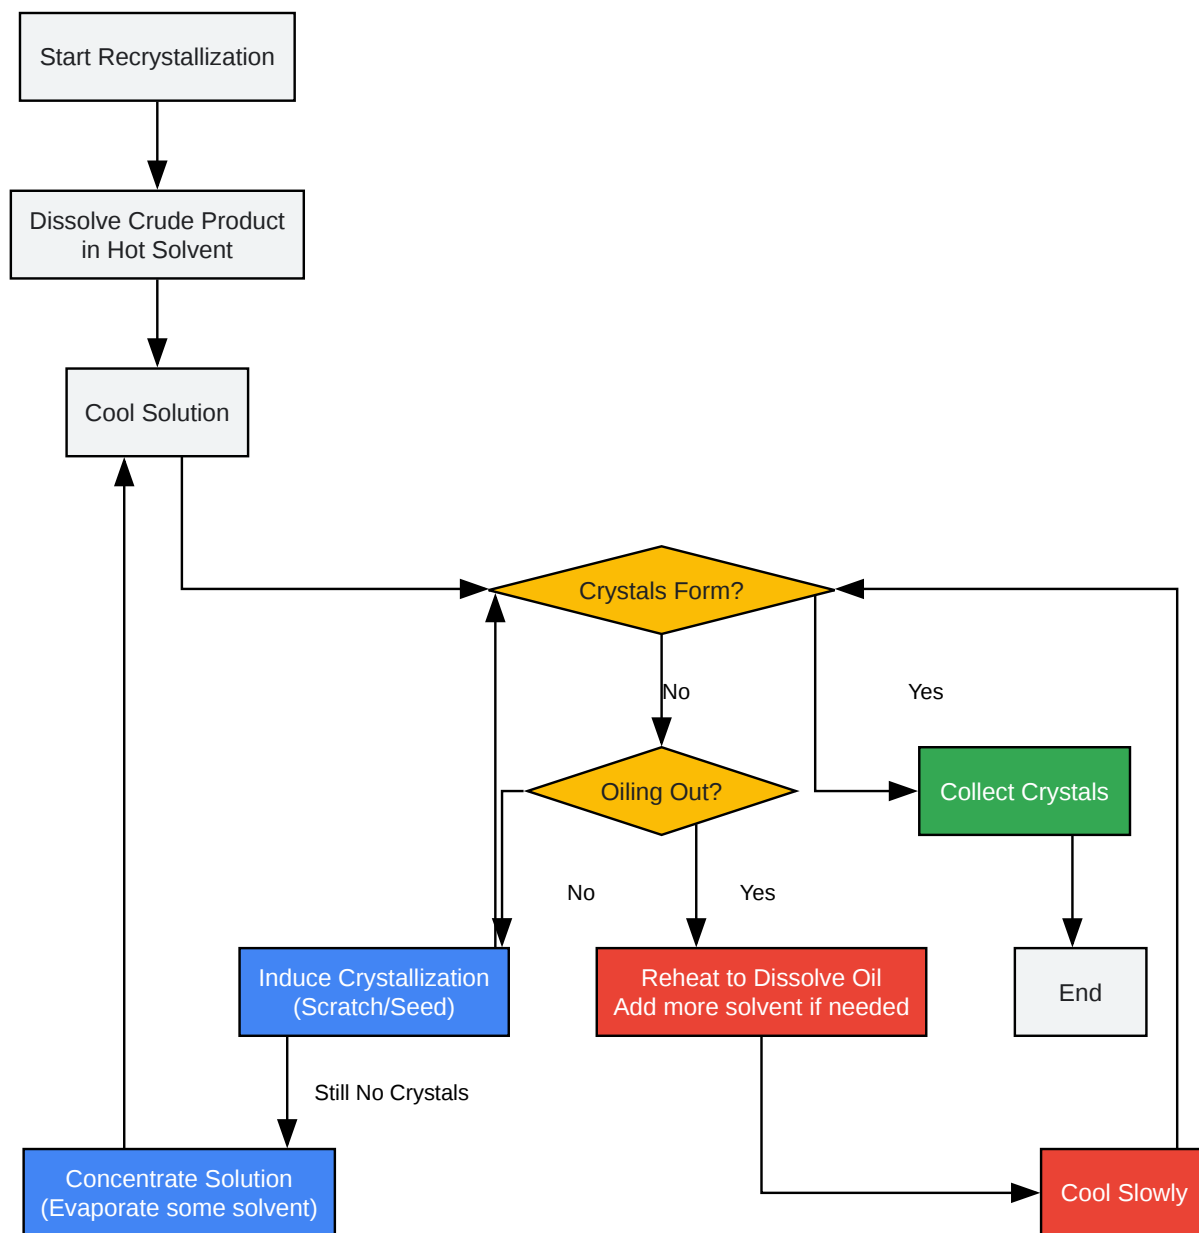 Start Recrystallization
Dissolve Crude Product
in Hot Solvent
Cool Solution
Crystals Form?
No
Yes
Oiling Out?
Collect Crystals
No
Yes
Induce Crystallization
(Scratch/Seed)
Reheat to Dissolve Oil
Add more solvent if needed
End
Still No Crystals
Concentrate Solution
(Evaporate some solvent)
Cool Slowly